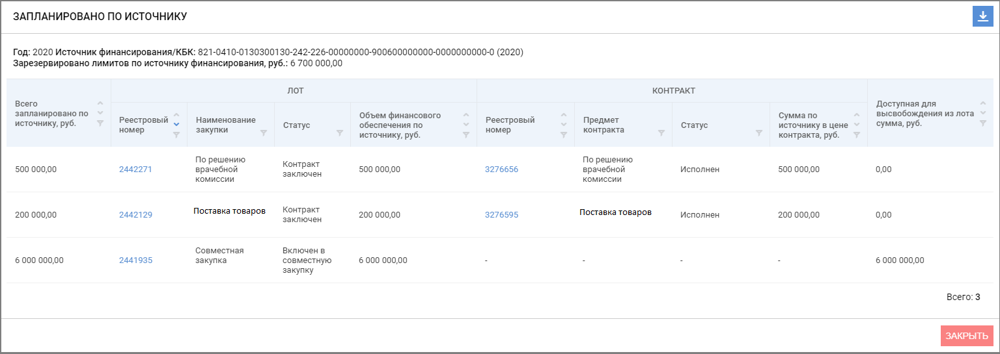 ЗАПЛАНИРОВАНО ПО ИСТОЧНИКУ
Год: 2020 Источник финансирования/КБК: 821-0410-0130300130-242-226-00000000-900600000000-0000000000-0 (2020)
Зарезервировано лимитов по источнику финансирования, руб.: 6 700 000,00
Всего
запланировано по
источнику, руб.
ЛОТ
Реестровый
номер
Наименование
закупки
Статус
Объем финансового
обеспечения по
источнику, руб.
КОНТРАКТ
Реестровый
номер
Предмет
контракта
Статус
Сумма по
источнику в цене
контракта, руб.
Доступная для
высвобождения из лота
сумма, руб.
500 000,00
2442271
По решению
врачебной
комиссии
Контракт
заключен
500 000,00
3276656
По решению
врачебной
комиссии
Исполнен
500 000,00
0,00
200 000,00
2442129
Поставка товаров
Контракт
заключен
200 000,00
3276595
Поставка товаров
Исполнен
200 000,00
0,00
6 000 000,00
2441935
Совместная
закупка
Включен в
совместную
закупку
6 000 000,00
-
-
-
-
6 000 000,00
Всего: 3
ЗАКРЫТЬ